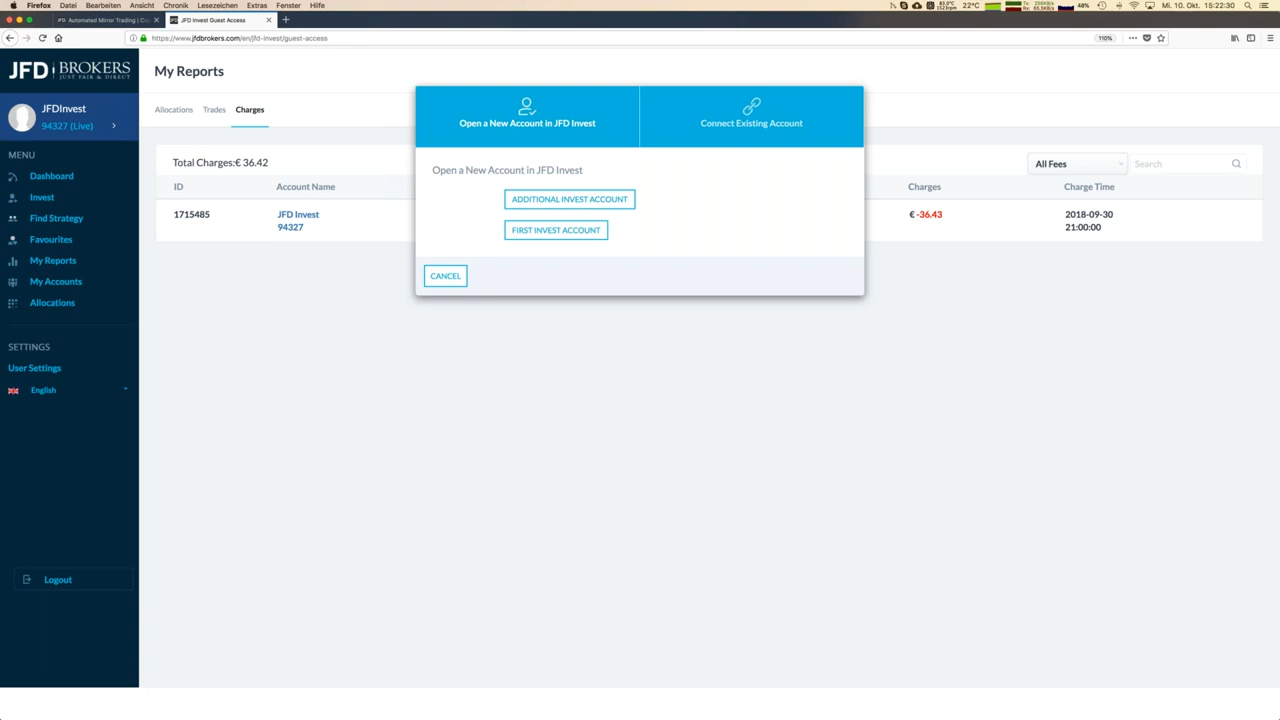 Firefox Datei Bearbeiten Ansicht Chronik Lesezeichen Extras Fenster Hilfe
22°C 48% Mi. 10. Okt. 15:22:30
Automated Mirror Trading | Co
JFD Invest Guest Access
https://www.jfdbrokers.com/en/jfd-invest/guest-access
110%
JFD BROKERS
JUST FAIR & DIRECT
My Reports
JFDInvest
94327 (Live)
Allocations Trades Charges
Open a New Account in JFD Invest
Connect Existing Account
MENU
Dashboard
Invest
Find Strategy
Favourites
My Reports
My Accounts
Allocations
SETTINGS
User Settings
English
Logout
Total Charges:€ 36.42
All Fees
Search
ID Account Name Charges Charge Time
1715485 JFD Invest € -36.43 2018-09-30
94327 21:00:00
Open a New Account in JFD Invest
ADDITIONAL INVEST ACCOUNT
FIRST INVEST ACCOUNT
CANCEL